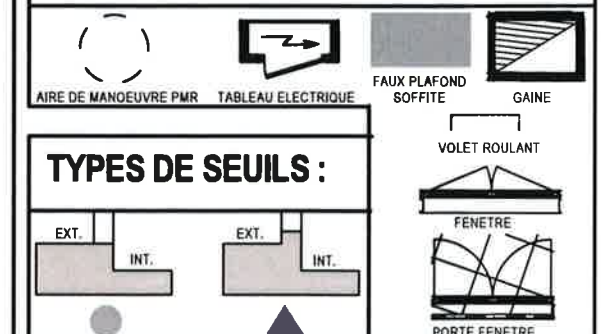 AIRE DE MANOEUVRE PMR
TABLEAU ELECTRIQUE
FAUX PLAFOND
SOFFITE
GAINE
VOLET ROULANT
TYPES DE SEUILS :
FENETRE
EXT.
INT.
EXT.
INT.
PORTE FENETRE